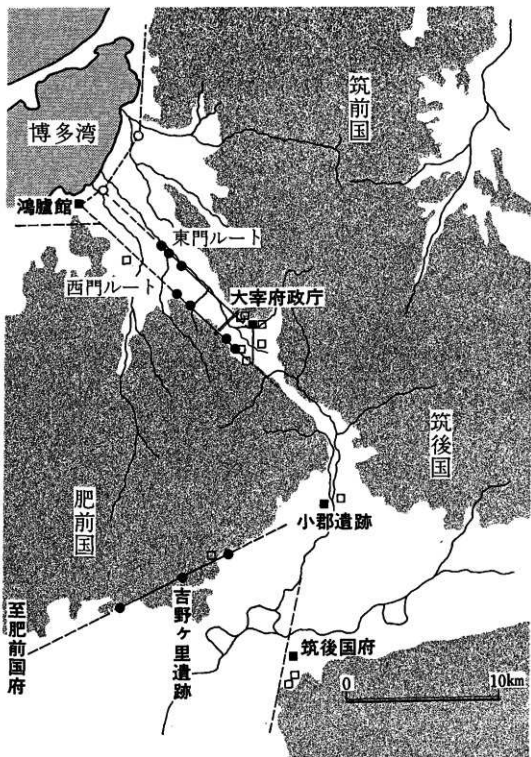 博多湾
筑前国
鴻臚館
東門ルート
西門ルート
大宰府政庁
筑後国
肥前国
小郡遺跡
吉野ヶ里遺跡
至肥前国府
筑後国府
0 10km